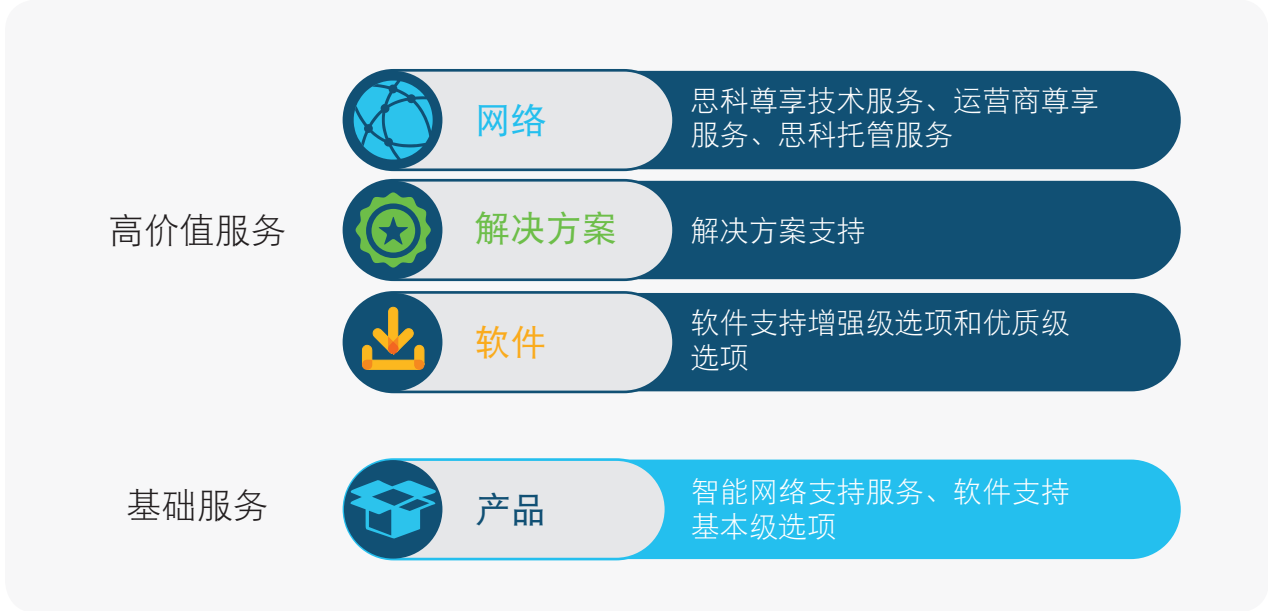 高价值服务
网络
思科尊享技术服务、运营商尊享
服务、思科托管服务
解决方案
解决方案支持
软件
软件支持增强级选项和优质级
选项
基础服务
产品
智能网络支持服务、软件支持
基本级选项